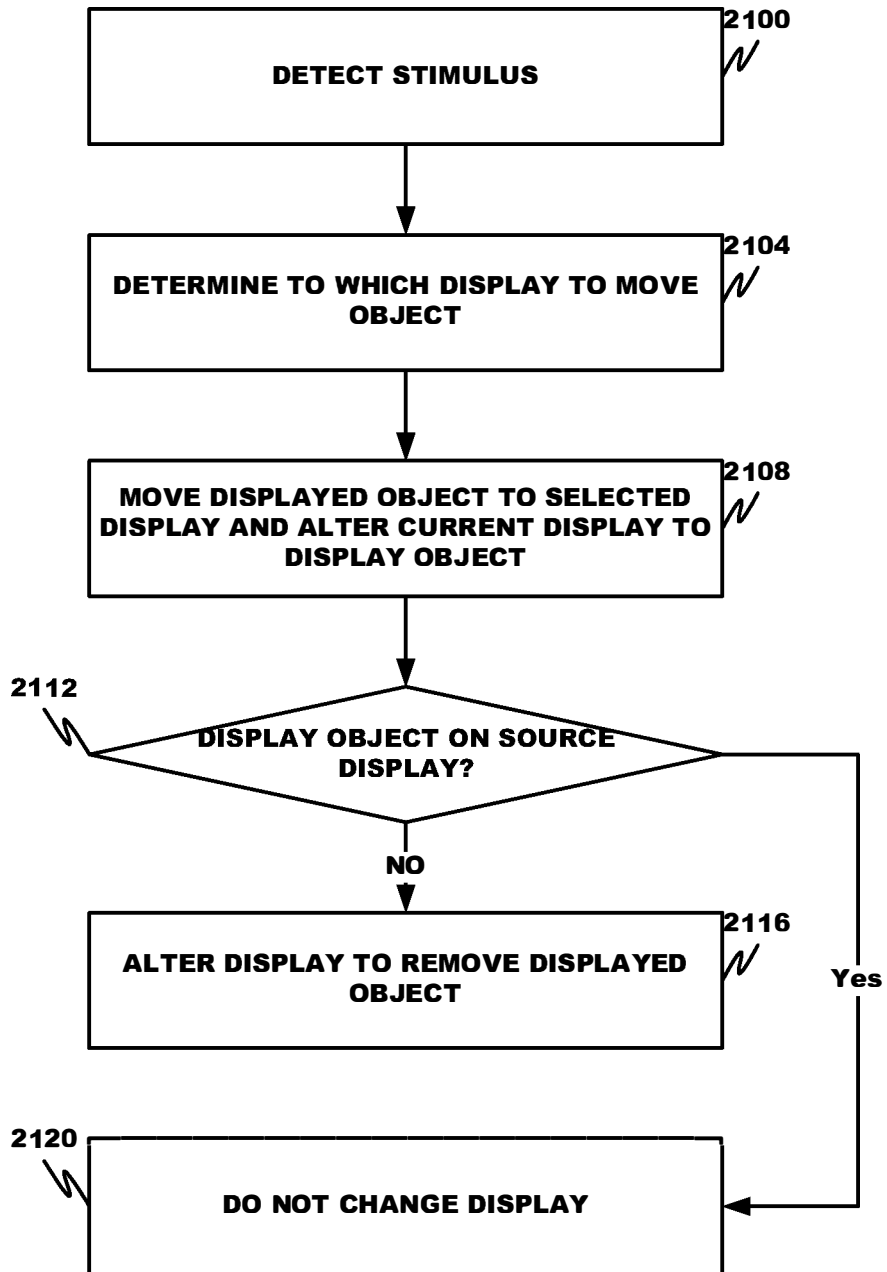 2100
DETECT STIMULUS
2104
DETERMINE TO WHICH DISPLAY TO MOVE
OBJECT
2108
MOVE DISPLAYED OBJECT TO SELECTED
DISPLAY AND ALTER CURRENT DISPLAY TO
DISPLAY OBJECT
2112
DISPLAY OBJECT ON SOURCE
DISPLAY?
NO
2116
ALTER DISPLAY TO REMOVE DISPLAYED
OBJECT
Yes
2120
DO NOT CHANGE DISPLAY